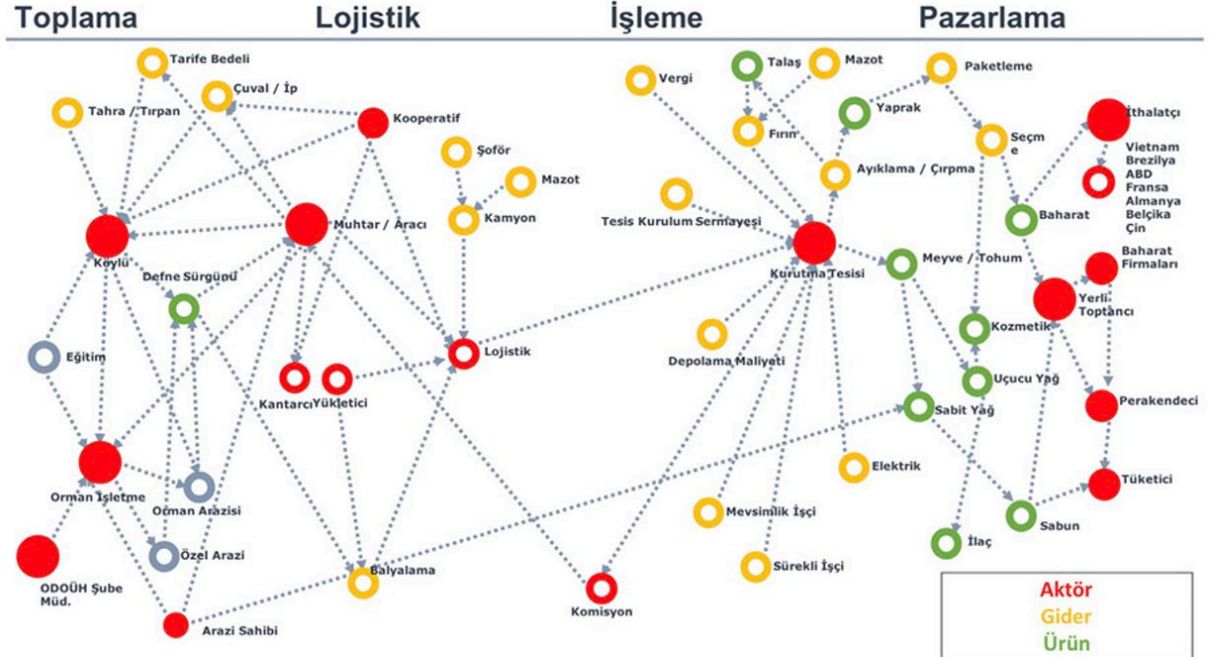 Toplama
Lojistik
İşleme
Pazarlama
Tarife Bedeli
Çuval / İp
Tahra / Tırpan
Kooperatif
Şoför
Mazot
Kamyon
Muhtar / Aracı
Köylü
Defne Sürgünü
Eğitim
Lojistik
Kantarcı
Yükletici
Orman İşletme
Orman Arazisi
Özel Arazi
ODOÜH Şube
Müd.
Arazi Sahibi
Balyalama
Vergi
Talaş
Mazot
Fırın
Yaprak
Paketleme
Ayıklama / Çırpma
Seçm
e
Tesis Kurulum Sermayesi
Kurutma Tesisi
Meyve / Tohum
Depolama Maliyeti
Baharat
İthalatçı
Vietnam
Brezilya
ABD
Fransa
Almanya
Belçika
Çin
Baharat
Firmaları
Yerli
Toptancı
Kozmetik
Uçucu Yağ
Sabit Yağ
Perakendeci
Elektrik
Tüketici
Mevsimlik İşçi
Sabun
İlaç
Sürekli İşçi
Komisyon
Aktör
Gider
Ürün